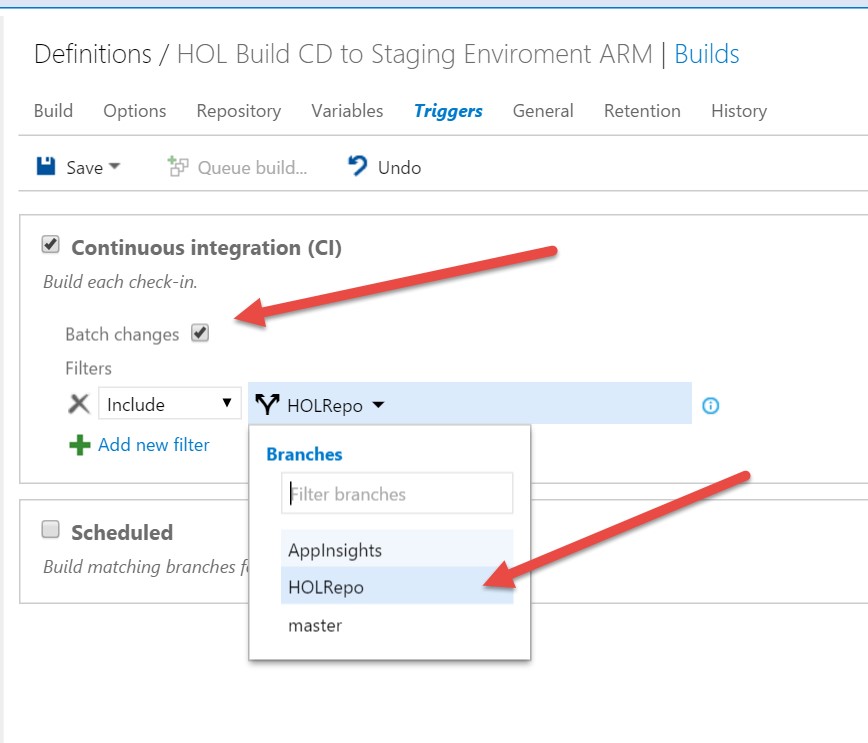 Definitions / HOL Build CD to Staging Enviroment ARM | Builds
Build Options Repository Variables Triggers General Retention History
Save Queue build... Undo
Continuous integration (CI)
Build each check-in.
Batch changes
Filters
Include HOLRepo
Add new filter
Branches
Filter branches
AppInsights
HOLRepo
master
Scheduled
Build matching branches